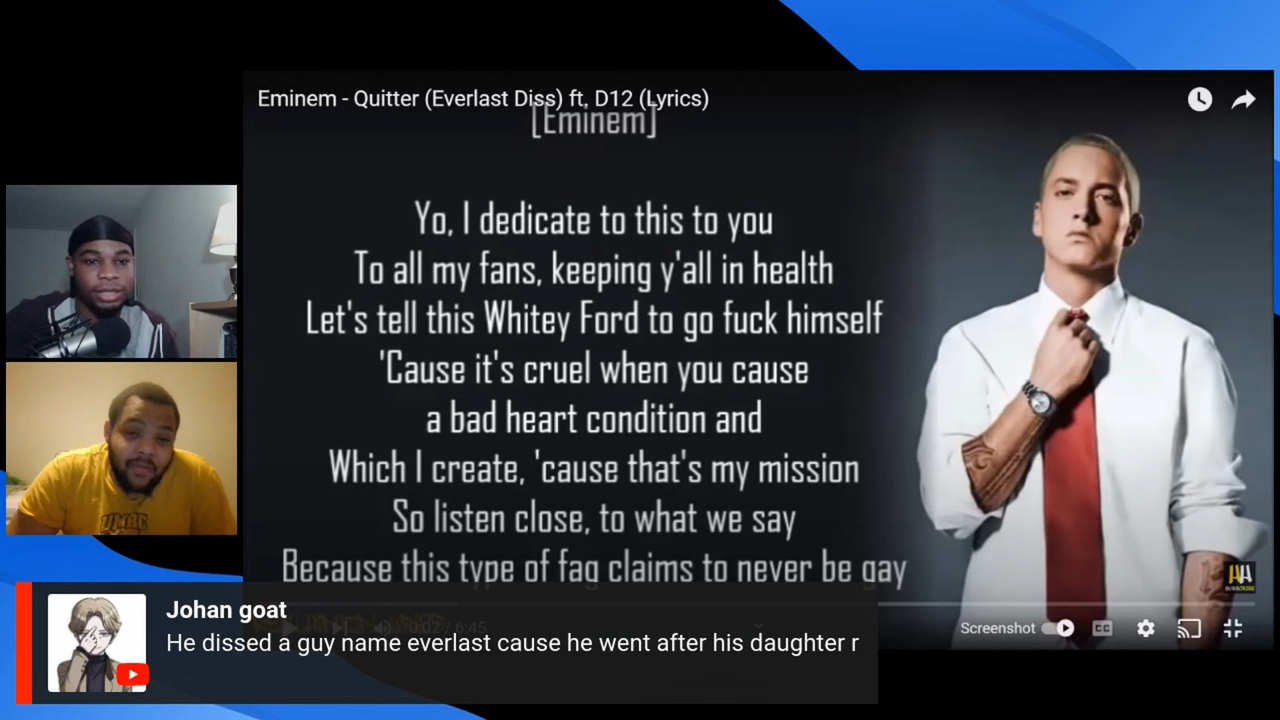 Eminem - Quitter (Everlast Diss) ft. D12 (Lyrics)
[Eminem]
Yo, I dedicate to this to you
To all my fans, keeping y'all in health
Let's tell this Whitey Ford to go fuck himself
'Cause it's cruel when you cause
a bad heart condition and
Which I create, 'cause that's my mission
So listen close, to what we say
Because this type of fag claims to never be gay
6:45
Screenshot
CC
SUBSCRIBE
Johan goat
He dissed a guy name everlast cause he went after his daughter r